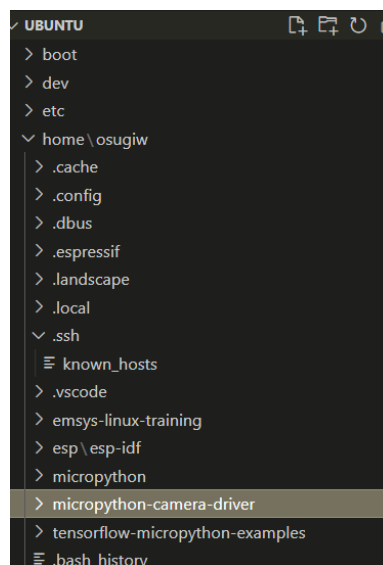 UBUNTU
boot
dev
etc
home\osugiw
.cache
.config
.dbus
.espressif
.landscape
.local
.ssh
known_hosts
.vscode
emsys-linux-training
esp\esp-idf
micropython
micropython-camera-driver
tensorflow-micropython-examples
.bash_history